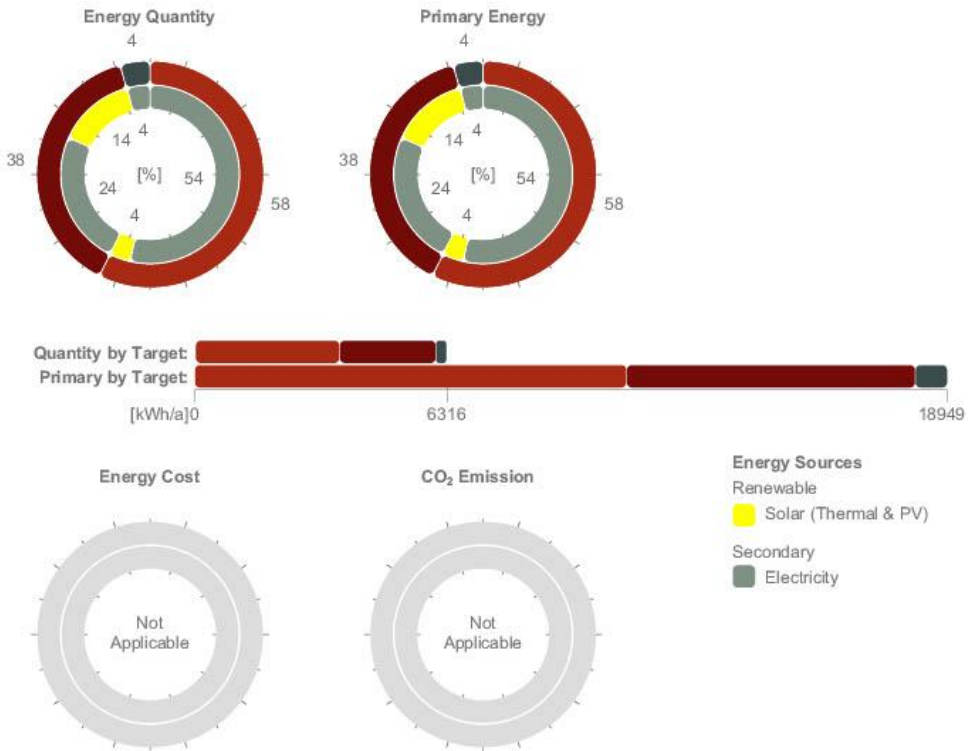 Energy Quantity
4
14
4
38
[%]
24
54
4
58
Primary Energy
4
14
4
38
[%]
24
54
4
58
Quantity by Target:
Primary by Target:
[kWh/a]0 6316 18949
Energy Cost
Not
Applicable
CO₂ Emission
Not
Applicable
Energy Sources
Renewable
Solar (Thermal & PV)
Secondary
Electricity